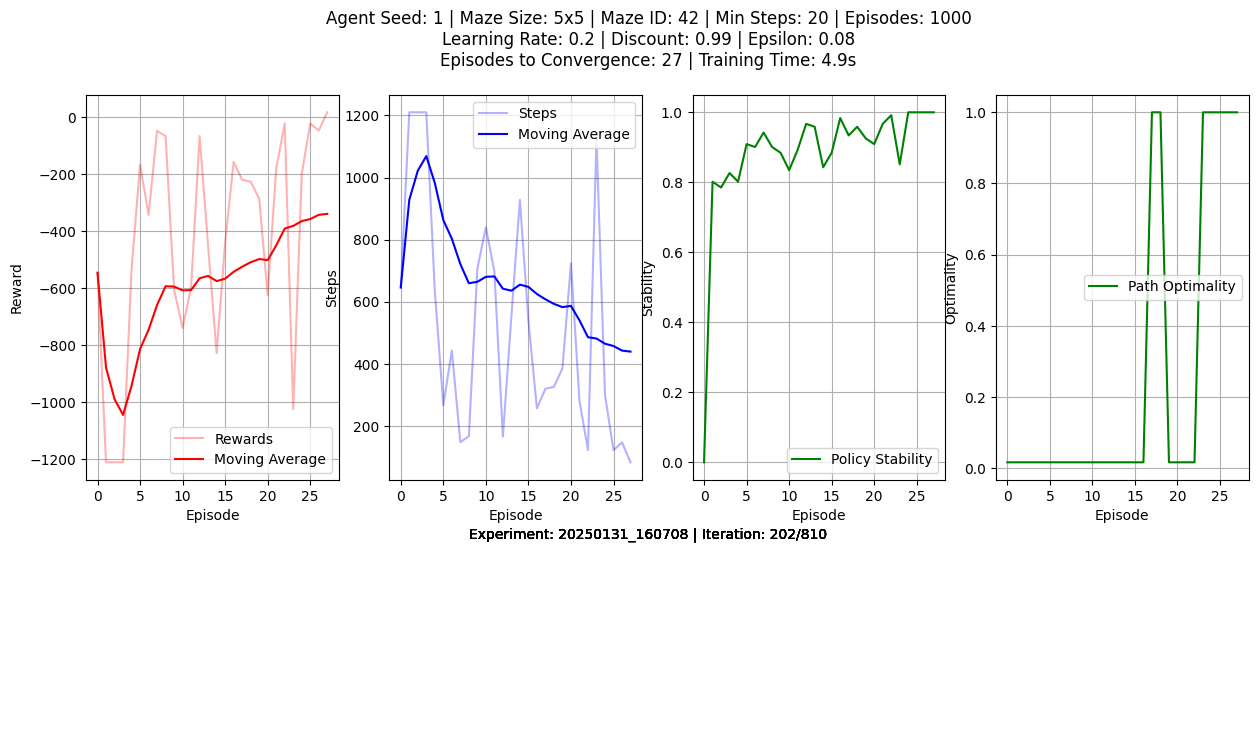 Agent Seed: 1 | Maze Size: 5x5 | Maze ID: 42 | Min Steps: 20 | Episodes: 1000
Learning Rate: 0.2 | Discount: 0.99 | Epsilon: 0.08
Episodes to Convergence: 27 | Training Time: 4.9s
Reward
0
−200
−400
−600
−800
−1000
−1200
Rewards
Moving Average
0 5 10 15 20 25
Episode
Steps
1200
1000
800
600
400
200
Steps
Moving Average
0 5 10 15 20 25
Episode
Stability
1.0
0.8
0.6
0.4
0.2
0.0
Policy Stability
0 5 10 15 20 25
Episode
Optimality
1.0
0.8
0.6
0.4
0.2
0.0
Path Optimality
0 5 10 15 20 25
Episode
Experiment: 20250131_160708 | Iteration: 202/810